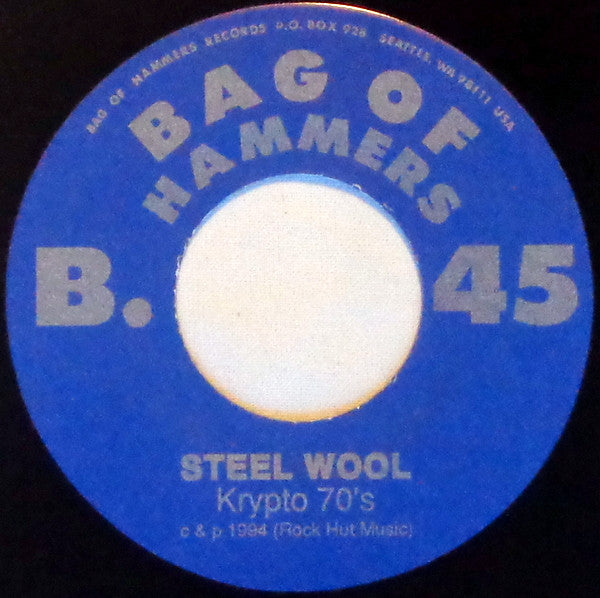 BAG OF HAMMERS RECORDS P.O. BOX 928 SEATTLE, WA 98111 USA
BAG OF
HAMMERS
B. 45
STEEL WOOL
Krypto 70's
c & p 1994 (Rock Hut Music)